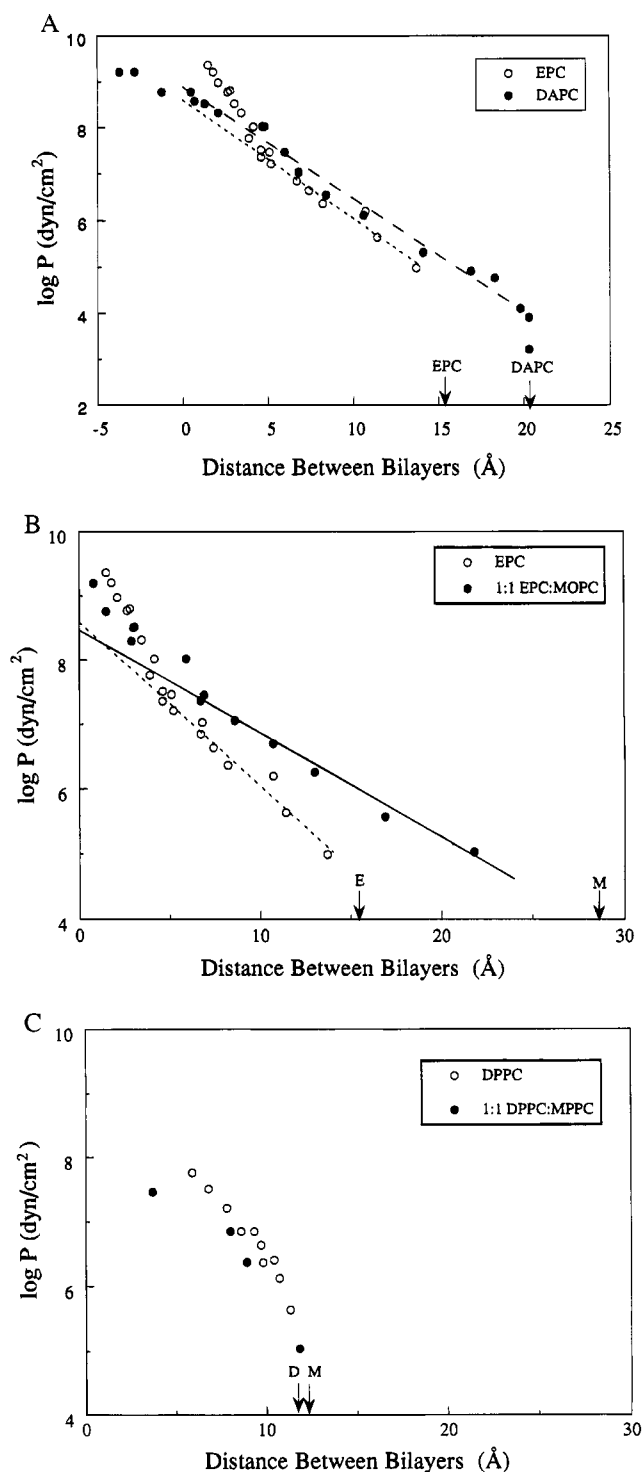 A
10
8
6
4
2
log P (dyn/cm²)
EPC
DAPC
EPC
DAPC
-5
0
5
10
15
20
25
Distance Between Bilayers (Å)
B
10
8
6
4
log P (dyn/cm²)
EPC
1:1 EPC:MOPC
E
M
0
10
20
30
Distance Between Bilayers (Å)
C
10
8
6
4
log P (dyn/cm²)
DPPC
1:1 DPPC:MPPC
D M
0
10
20
30
Distance Between Bilayers (Å)